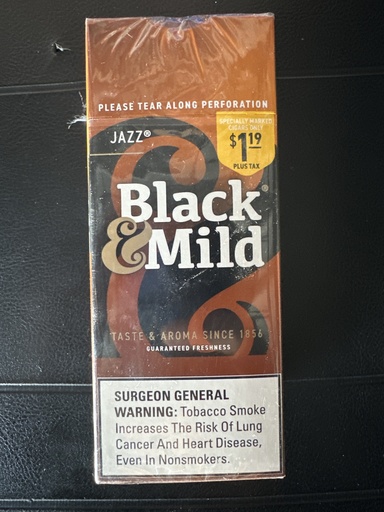 PLEASE TEAR ALONG PERFORATION
JAZZ®
SPECIALLY MARKED
CIGARS ONLY
$1.19
PLUS TAX
Black®
&Mild
TASTE & AROMA SINCE 1856
GUARANTEED FRESHNESS
SURGEON GENERAL
WARNING: Tobacco Smoke
Increases The Risk Of Lung
Cancer And Heart Disease,
Even In Nonsmokers.